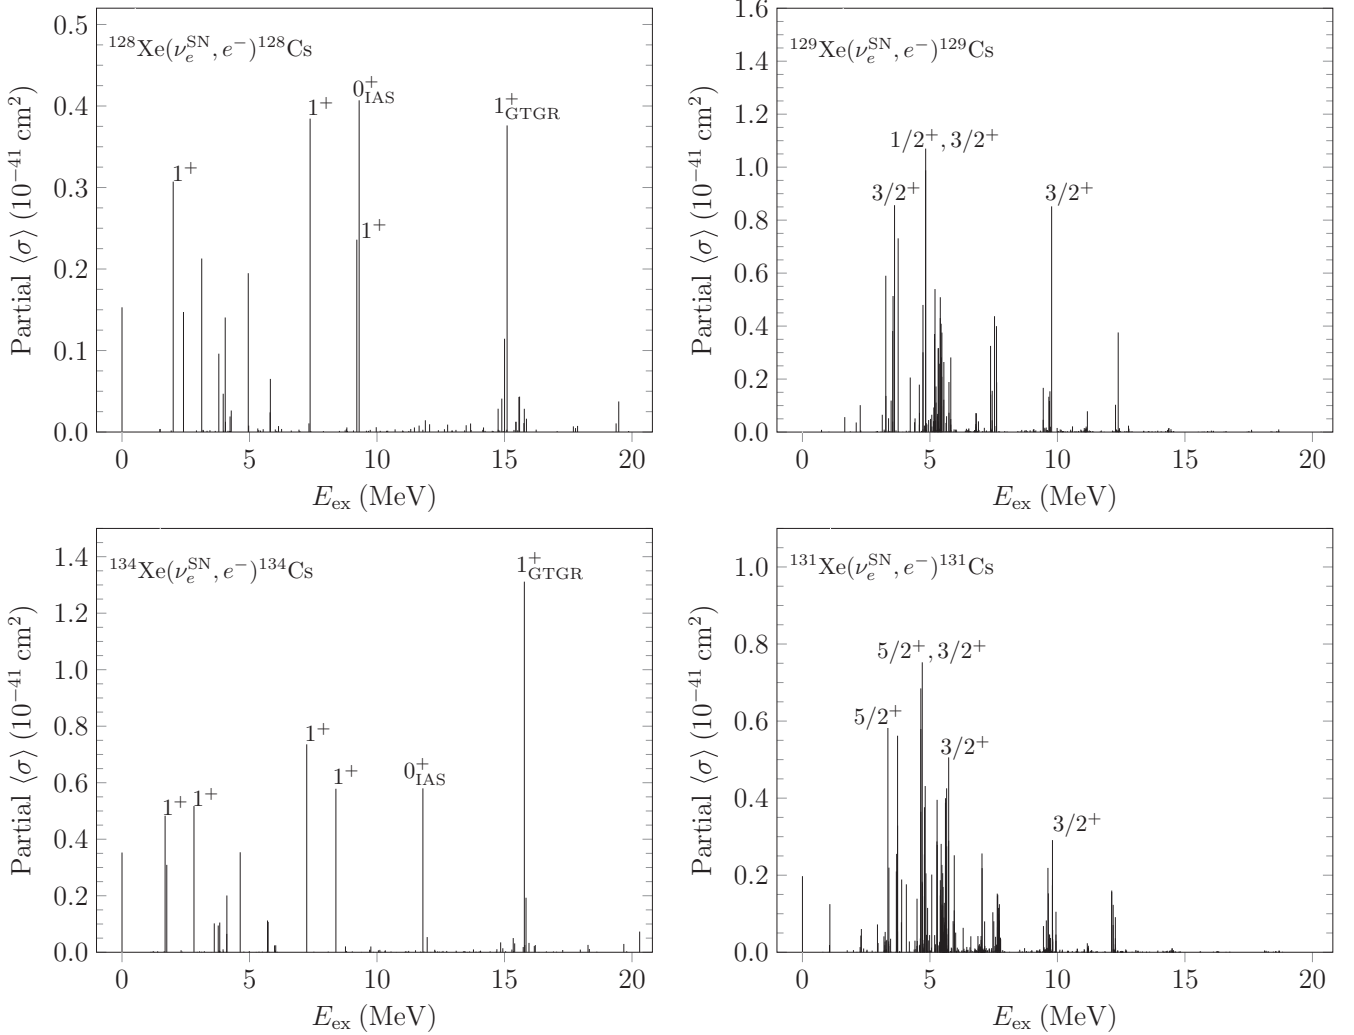 ¹²⁸Xe(νₑ^SN, e⁻)¹²⁸Cs
Partial ⟨σ⟩ (10⁻⁴¹ cm²)
0.5
0.4
0.3
0.2
0.1
0.0
1⁺
1⁺
0⁺_IAS
1⁺
1⁺_GTGR
0 5 10 15 20
E_ex (MeV)
¹²⁹Xe(νₑ^SN, e⁻)¹²⁹Cs
Partial ⟨σ⟩ (10⁻⁴¹ cm²)
1.6
1.4
1.2
1.0
0.8
0.6
0.4
0.2
0.0
1/2⁺, 3/2⁺
3/2⁺
3/2⁺
0 5 10 15 20
E_ex (MeV)
¹³⁴Xe(νₑ^SN, e⁻)¹³⁴Cs
Partial ⟨σ⟩ (10⁻⁴¹ cm²)
1.4
1.2
1.0
0.8
0.6
0.4
0.2
0.0
1⁺
1⁺
1⁺
1⁺
0⁺_IAS
1⁺_GTGR
0 5 10 15 20
E_ex (MeV)
¹³¹Xe(νₑ^SN, e⁻)¹³¹Cs
Partial ⟨σ⟩ (10⁻⁴¹ cm²)
1.0
0.8
0.6
0.4
0.2
0.0
5/2⁺, 3/2⁺
5/2⁺
3/2⁺
3/2⁺
0 5 10 15 20
E_ex (MeV)